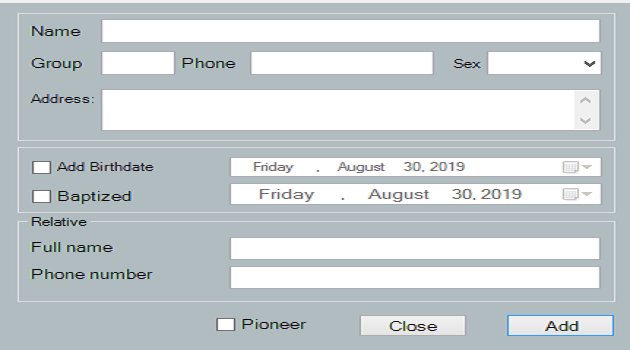 Name
Group Phone Sex
Address:
Add Birthdate Friday , August 30, 2019
Baptized Friday , August 30, 2019
Relative
Full name
Phone number
Pioneer Close Add